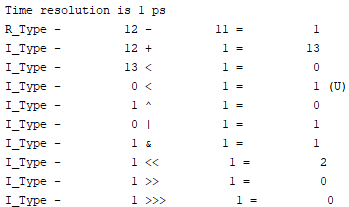 Time resolution is 1 ps
R_Type - 12 - 11 = 1
I_Type - 12 + 1 = 13
I_Type - 13 < 1 = 0
I_Type - 0 < 1 = 1 (U)
I_Type - 1 ^ 1 = 0
I_Type - 0 | 1 = 1
I_Type - 1 & 1 = 1
I_Type - 1 << 1 = 2
I_Type - 1 >> 1 = 0
I_Type - 1 >>> 1 = 0